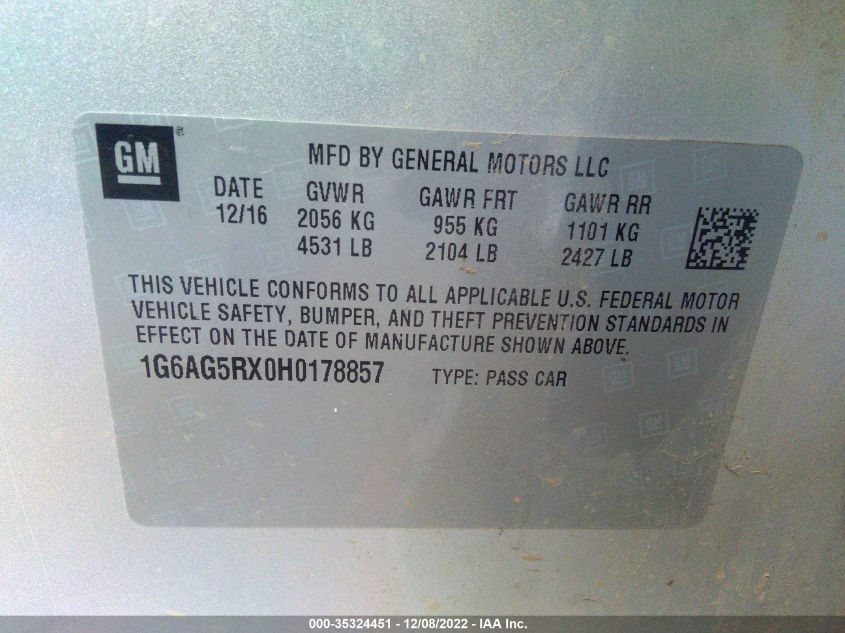 GM®
MFD BY GENERAL MOTORS LLC
DATE GVWR GAWR FRT GAWR RR
12/16 2056 KG 955 KG 1101 KG
4531 LB 2104 LB 2427 LB
THIS VEHICLE CONFORMS TO ALL APPLICABLE U.S. FEDERAL MOTOR
VEHICLE SAFETY, BUMPER, AND THEFT PREVENTION STANDARDS IN
EFFECT ON THE DATE OF MANUFACTURE SHOWN ABOVE.
1G6AG5RX0H0178857 TYPE: PASS CAR
000-35324451 - 12/08/2022 - IAA Inc.